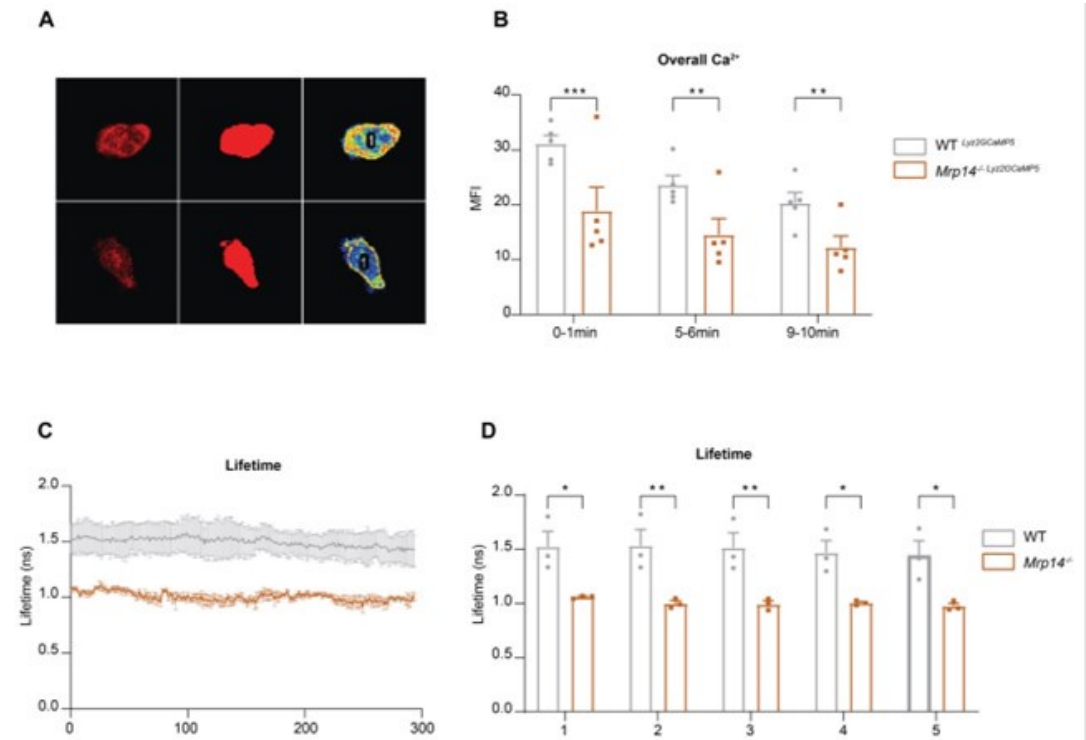 A
B
Overall Ca²⁺
40
30
20
10
0
MFI
*** ** **
0-1min 5-6min 9-10min
WT Lyz2GCaMP5
Mrp14-/- Lyz2GCaMP5
C
Lifetime
2.0
1.5
1.0
0.5
0.0
Lifetime (ns)
0 100 200 300
D
Lifetime
2.0
1.5
1.0
0.5
0.0
Lifetime (ns)
* ** ** * *
1 2 3 4 5
WT
Mrp14-/-